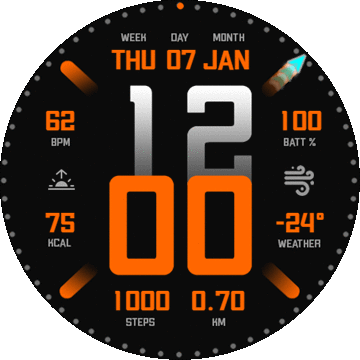 WEEK DAY MONTH
THU 07 JAN
12
62
BPM
100
BATT %
00
75
KCAL
-24°
WEATHER
1000 0.70
STEPS KM